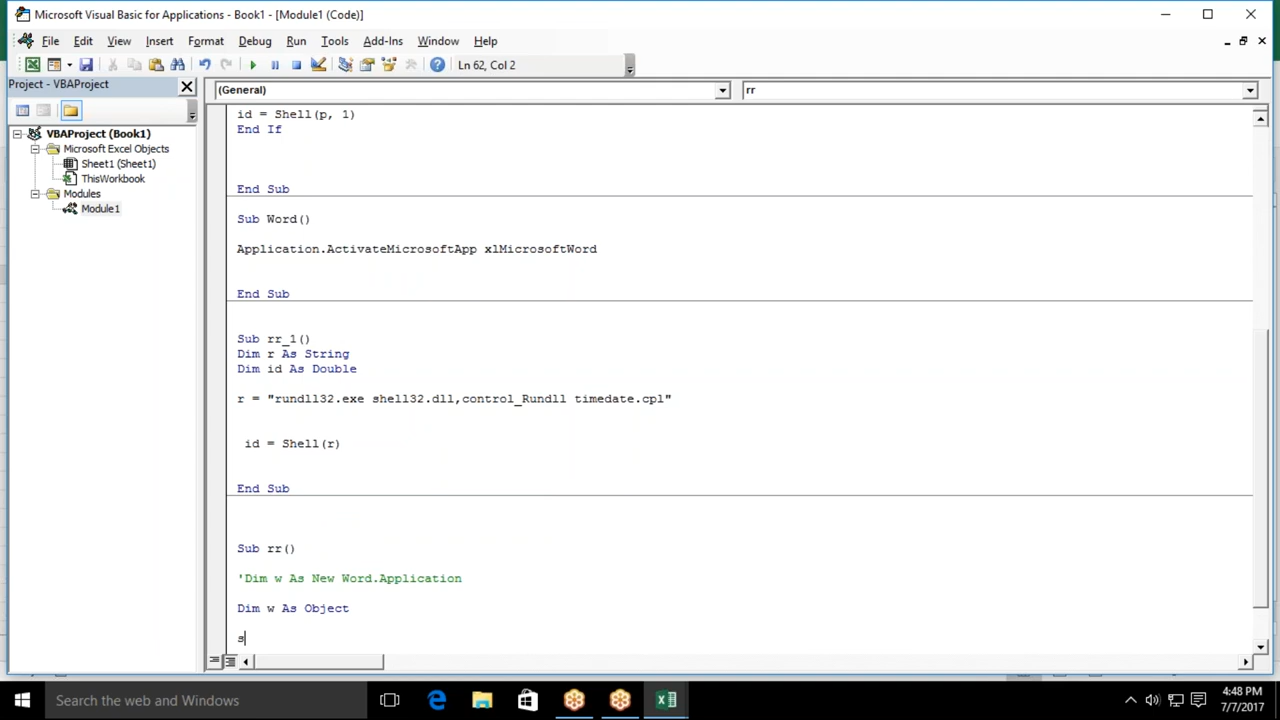 Microsoft Visual Basic for Applications - Book1 - [Module1 (Code)]
File Edit View Insert Format Debug Run Tools Add-Ins Window Help
Ln 62, Col 2
Project - VBAProject
(General)
rr
VBAProject (Book1)
Microsoft Excel Objects
Sheet1 (Sheet1)
ThisWorkbook
Modules
Module1
id = Shell(p, 1)
End If
End Sub
Sub Word()
Application.ActivateMicrosoftApp xlMicrosoftWord
End Sub
Sub rr_1()
Dim r As String
Dim id As Double
r = "rundll32.exe shell32.dll,control_Rundll timedate.cpl"
id = Shell(r)
End Sub
Sub rr()
'Dim w As New Word.Application
Dim w As Object
s
Search the web and Windows
4:48 PM
7/7/2017